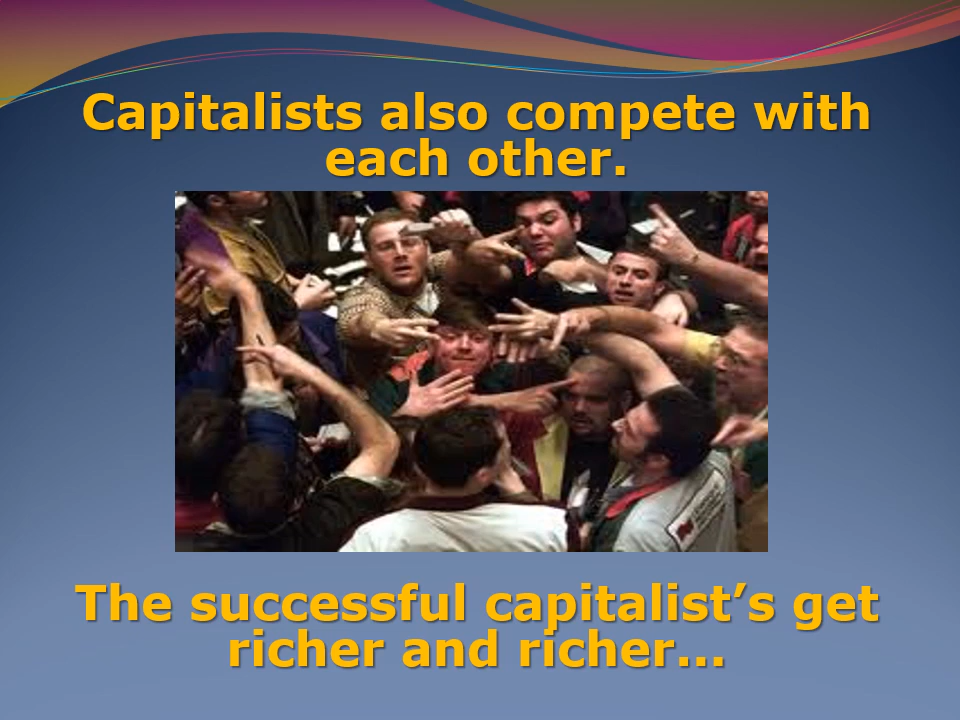 Capitalists also compete with
each other.
The successful capitalist’s get
richer and richer…